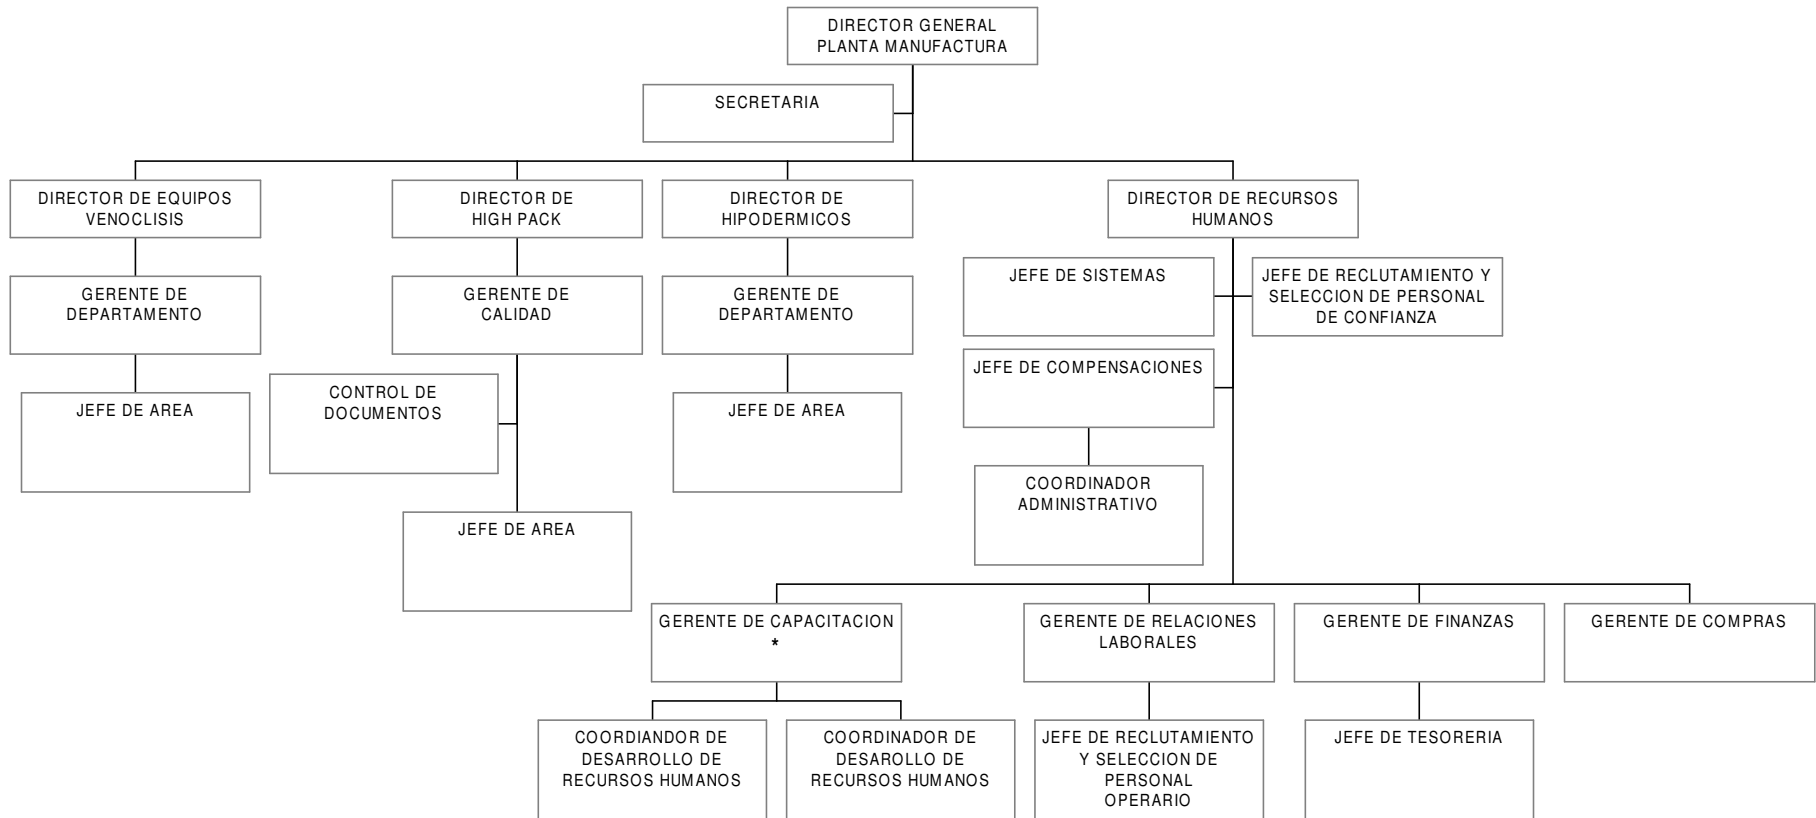 DIRECTOR GENERAL
PLANTA MANUFACTURA
SECRETARIA
DIRECTOR DE EQUIPOS
VENOCLISIS
DIRECTOR DE
HIGH PACK
DIRECTOR DE
HIPODERMICOS
DIRECTOR DE RECURSOS
HUMANOS
GERENTE DE
DEPARTAMENTO
GERENTE DE
CALIDAD
GERENTE DE
DEPARTAMENTO
JEFE DE SISTEMAS
JEFE DE RECLUTAMIENTO Y
SELECCION DE PERSONAL
DE CONFIANZA
JEFE DE COMPENSACIONES
JEFE DE AREA
CONTROL DE
DOCUMENTOS
JEFE DE AREA
COORDINADOR
ADMINISTRATIVO
JEFE DE AREA
GERENTE DE CAPACITACION
*
GERENTE DE RELACIONES
LABORALES
GERENTE DE FINANZAS
GERENTE DE COMPRAS
COORDIANDOR DE
DESARROLLO DE
RECURSOS HUMANOS
COORDINADOR DE
DESAROLLO DE
RECURSOS HUMANOS
JEFE DE RECLUTAMIENTO
Y SELECCION DE
PERSONAL
OPERARIO
JEFE DE TESORERIA